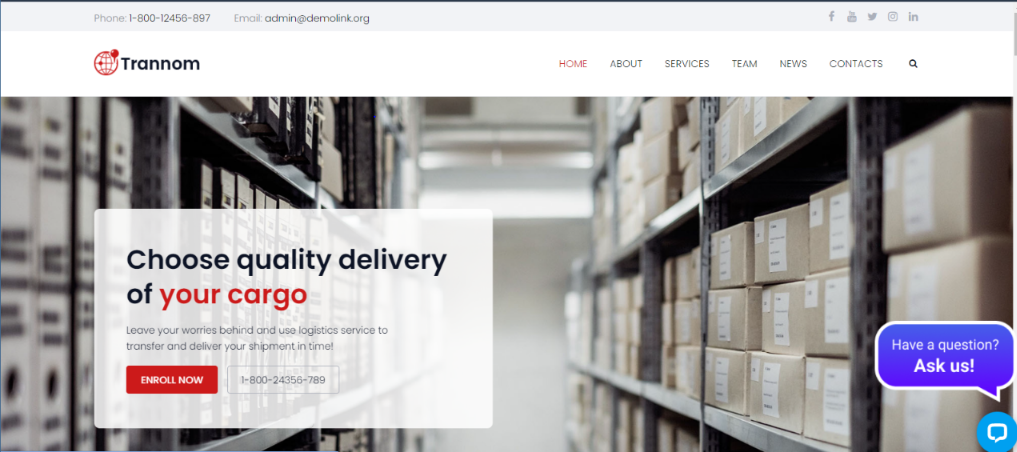 Phone: 1-800-12456-897 Email: admin@demolink.org
Trannom HOME ABOUT SERVICES TEAM NEWS CONTACTS
Choose quality delivery
of your cargo
Leave your worries behind and use logistics service to
transfer and deliver your shipment in time!
ENROLL NOW 1-800-24356-789
Have a question?
Ask us!